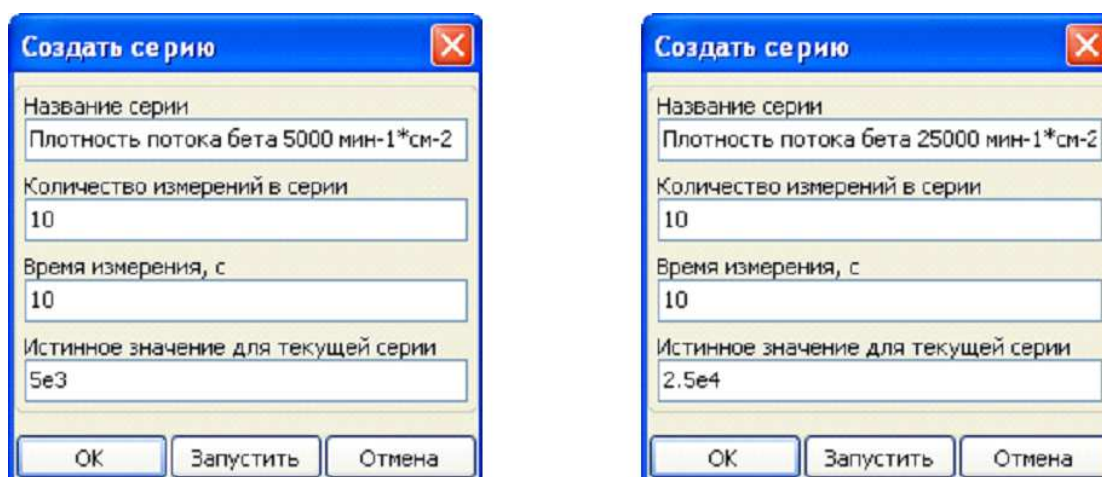 Создать серию
Название серии
Плотность потока бета 5000 мин-1*см-2
Количество измерений в серии
10
Время измерения, с
10
Истинное значение для текущей серии
5e3
ОК
Запустить
Отмена
Создать серию
Название серии
Плотность потока бета 25000 мин-1*см-2
Количество измерений в серии
10
Время измерения, с
10
Истинное значение для текущей серии
2.5e4
ОК
Запустить
Отмена